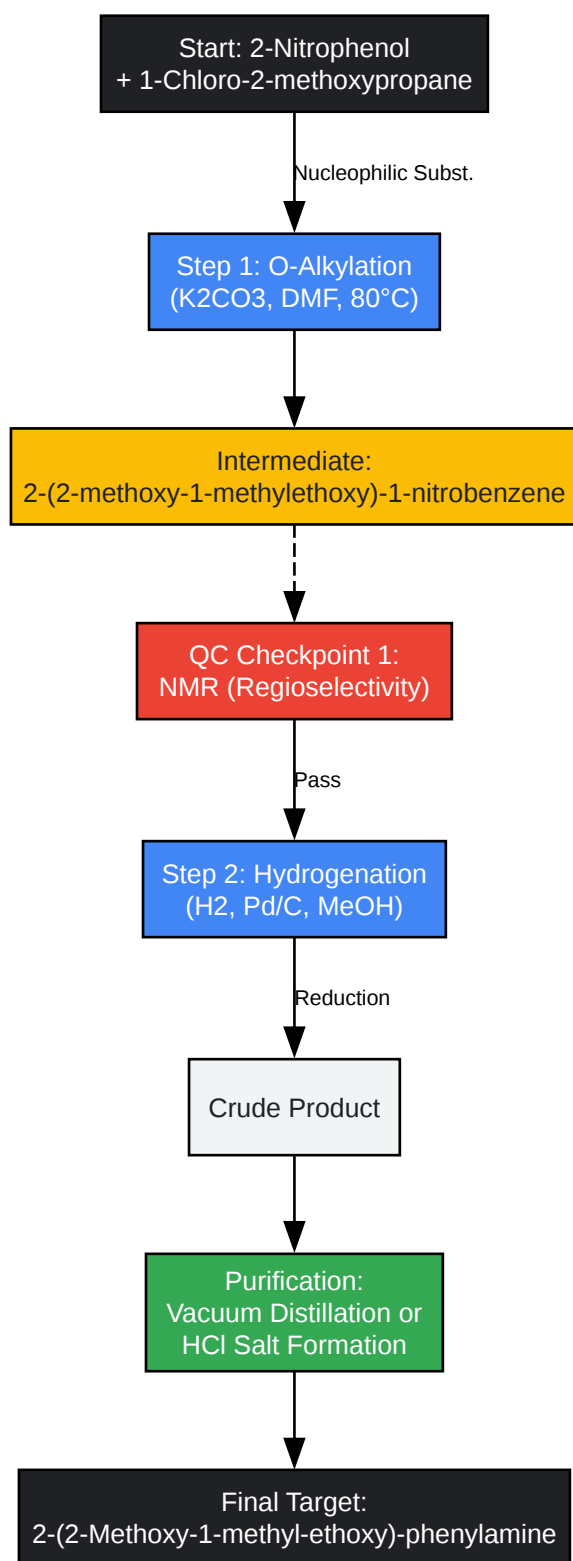 Start: 2-Nitrophenol
+ 1-Chloro-2-methoxypropane
Nucleophilic Subst.
Step 1: O-Alkylation
(K2CO3, DMF, 80°C)
Intermediate:
2-(2-methoxy-1-methylethoxy)-1-nitrobenzene
QC Checkpoint 1:
NMR (Regioselectivity)
Pass
Step 2: Hydrogenation
(H2, Pd/C, MeOH)
Reduction
Crude Product
Purification:
Vacuum Distillation or
HCl Salt Formation
Final Target:
2-(2-Methoxy-1-methyl-ethoxy)-phenylamine